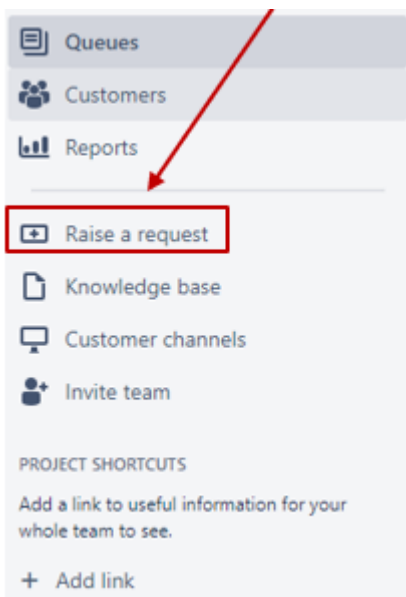 Queues
Customers
Reports
Raise a request
Knowledge base
Customer channels
Invite team
PROJECT SHORTCUTS
Add a link to useful information for your
whole team to see.
+ Add link